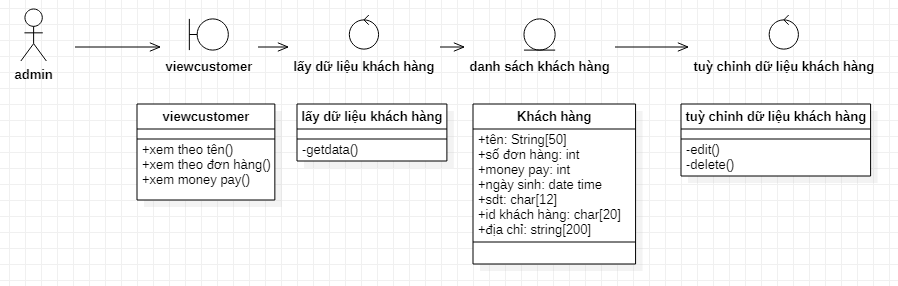 admin
viewcustomer
lấy dữ liệu khách hàng
danh sách khách hàng
tuỳ chỉnh dữ liệu khách hàng
viewcustomer
+xem theo tên()
+xem theo đơn hàng()
+xem money pay()
lấy dữ liệu khách hàng
-getdata()
Khách hàng
+tên: String[50]
+số đơn hàng: int
+money pay: int
+ngày sinh: date time
+sdt: char[12]
+id khách hàng: char[20]
+địa chỉ: string[200]
tuỳ chỉnh dữ liệu khách hàng
-edit()
-delete()